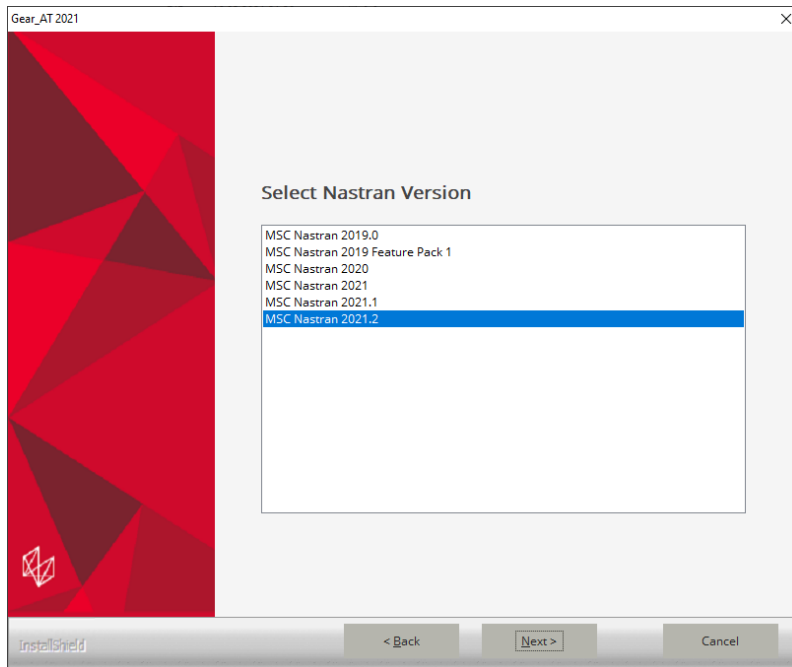 Gear_AT 2021
Select Nastran Version
MSC Nastran 2019.0
MSC Nastran 2019 Feature Pack 1
MSC Nastran 2020
MSC Nastran 2021
MSC Nastran 2021.1
MSC Nastran 2021.2
InstallShield
< Back
Next >
Cancel